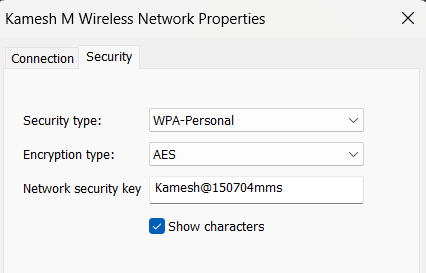 Kamesh M Wireless Network Properties
Connection Security
Security type: WPA-Personal
Encryption type: AES
Network security key Kamesh@150704mms
Show characters